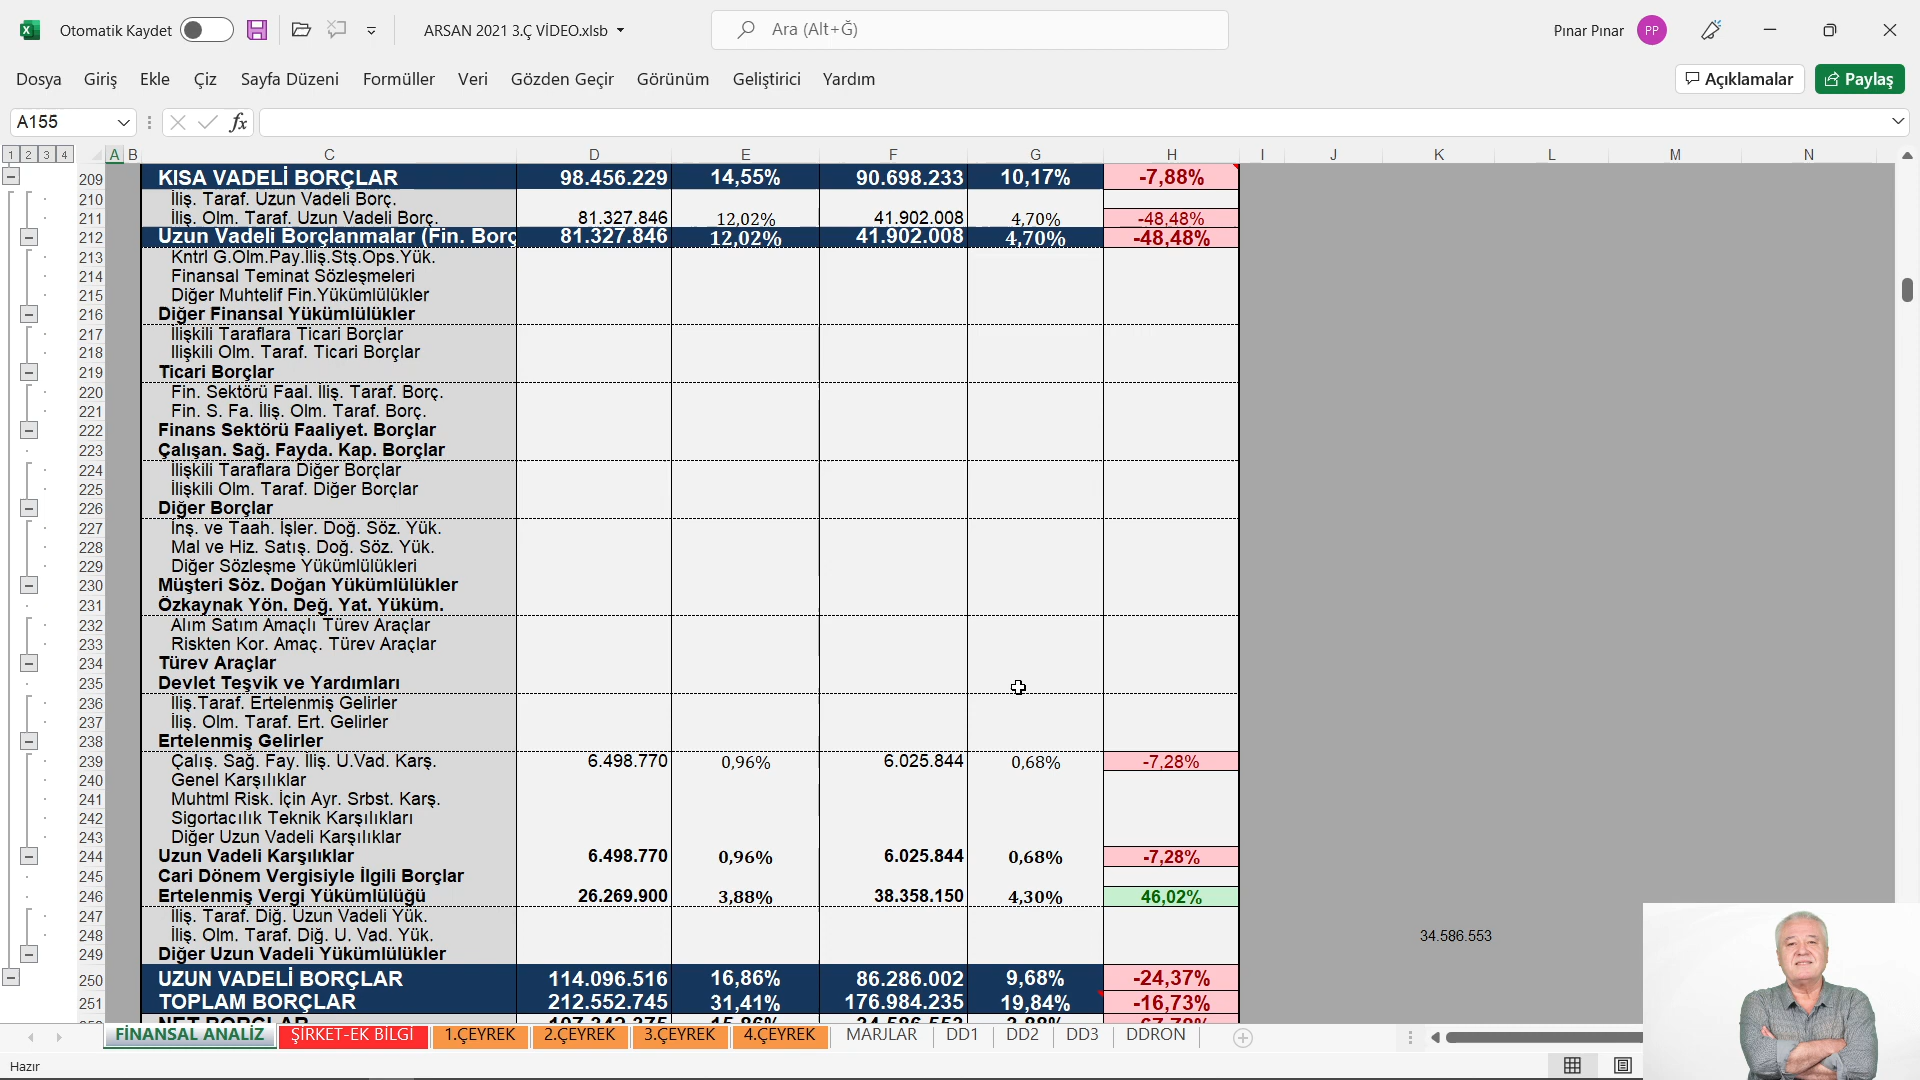 Otomatik Kaydet
ARSAN 2021 3.Ç VİDEO.xlsb
Ara (Alt+Ğ)
Pınar Pınar PP
Dosya Giriş Ekle Çiz Sayfa Düzeni Formüller Veri Gözden Geçir Görünüm Geliştirici Yardım Açıklamalar Paylaş
A155 fx
1 2 3 4 A B C D E F G H I J K L M N
209 KISA VADELİ BORÇLAR 98.456.229 14,55% 90.698.233 10,17% -7,88%
210 İliş. Taraf. Uzun Vadeli Borç.
211 İliş. Olm. Taraf. Uzun Vadeli Borç. 81.327.846 12,02% 41.902.008 4,70% -48,48%
212 Uzun Vadeli Borçlanmalar (Fin. Borç 81.327.846 12,02% 41.902.008 4,70% -48,48%
213 Kntrl G.Olm.Pay.İliş.Stş.Ops.Yük.
214 Finansal Teminat Sözleşmeleri
215 Diğer Muhtelif Fin.Yükümlülükler
216 Diğer Finansal Yükümlülükler
217 İlişkili Taraflara Ticari Borçlar
218 İlişkili Olm. Taraf. Ticari Borçlar
219 Ticari Borçlar
220 Fin. Sektörü Faal. İliş. Taraf. Borç.
221 Fin. S. Fa. İliş. Olm. Taraf. Borç.
222 Finans Sektörü Faaliyet. Borçlar
223 Çalışan. Sağ. Fayda. Kap. Borçlar
224 İlişkili Taraflara Diğer Borçlar
225 İlişkili Olm. Taraf. Diğer Borçlar
226 Diğer Borçlar
227 İnş. ve Taah. İşler. Doğ. Söz. Yük.
228 Mal ve Hiz. Satış. Doğ. Söz. Yük.
229 Diğer Sözleşme Yükümlülükleri
230 Müşteri Söz. Doğan Yükümlülükler
231 Özkaynak Yön. Değ. Yat. Yüküm.
232 Alım Satım Amaçlı Türev Araçlar
233 Riskten Kor. Amaç. Türev Araçlar
234 Türev Araçlar
235 Devlet Teşvik ve Yardımları
236 İliş.Taraf. Ertelenmiş Gelirler
237 İliş. Olm. Taraf. Ert. Gelirler
238 Ertelenmiş Gelirler
239 Çalış. Sağ. Fay. İliş. U.Vad. Karş. 6.498.770 0,96% 6.025.844 0,68% -7,28%
240 Genel Karşılıklar
241 Muhtml Risk. İçin Ayr. Srbst. Karş.
242 Sigortacılık Teknik Karşılıkları
243 Diğer Uzun Vadeli Karşılıklar
244 Uzun Vadeli Karşılıklar 6.498.770 0,96% 6.025.844 0,68% -7,28%
245 Cari Dönem Vergisiyle İlgili Borçlar
246 Ertelenmiş Vergi Yükümlülüğü 26.269.900 3,88% 38.358.150 4,30% 46,02%
247 İliş. Taraf. Diğ. Uzun Vadeli Yük.
248 İliş. Olm. Taraf. Diğ. U. Vad. Yük. 34.586.553
249 Diğer Uzun Vadeli Yükümlülükler
250 UZUN VADELİ BORÇLAR 114.096.516 16,86% 86.286.002 9,68% -24,37%
251 TOPLAM BORÇLAR 212.552.745 31,41% 176.984.235 19,84% -16,73%
FİNANSAL ANALİZ ŞİRKET-EK BİLGİ 1.ÇEYREK 2.ÇEYREK 3.ÇEYREK 4.ÇEYREK MARJLAR DD1 DD2 DD3 DDRON
Hazır